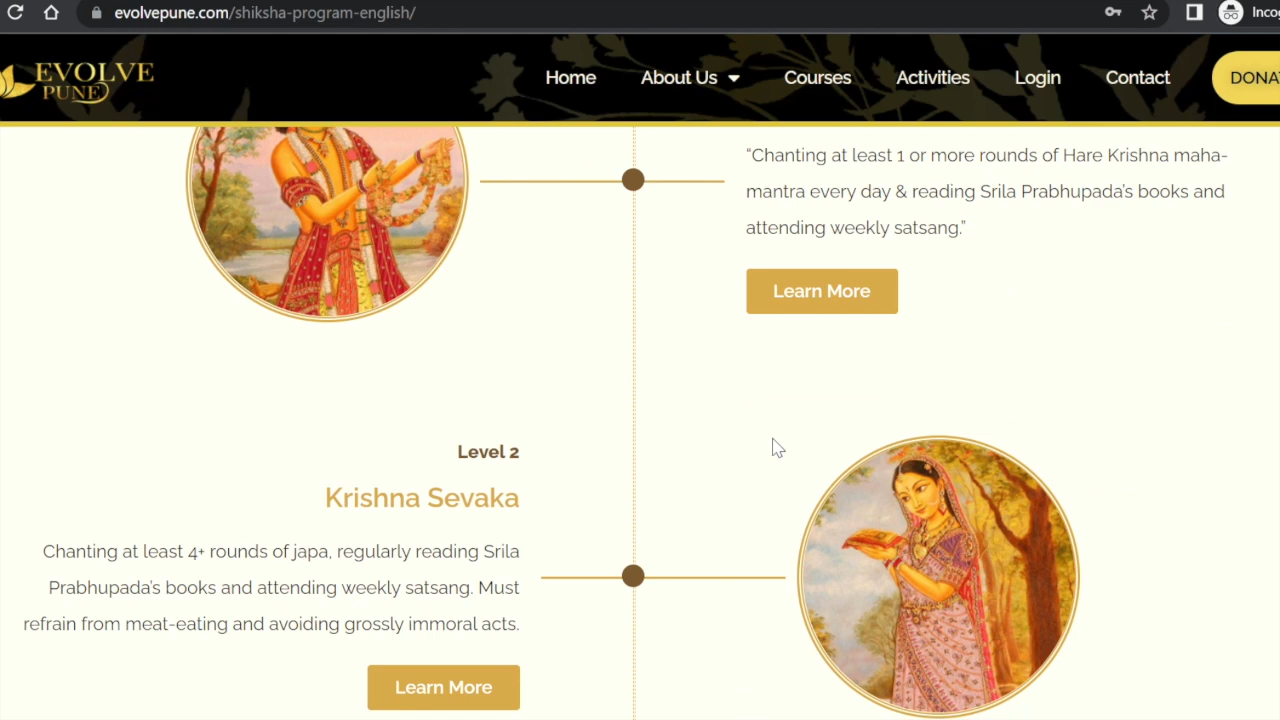 evolvepune.com/shiksha-program-english/
EVOLVE
PUNE
Home
About Us
Courses
Activities
Login
Contact
“Chanting at least 1 or more rounds of Hare Krishna maha-
mantra every day & reading Srila Prabhupada’s books and
attending weekly satsang.”
Learn More
Level 2
Krishna Sevaka
Chanting at least 4+ rounds of japa, regularly reading Srila
Prabhupada’s books and attending weekly satsang. Must
refrain from meat-eating and avoiding grossly immoral acts.
Learn More